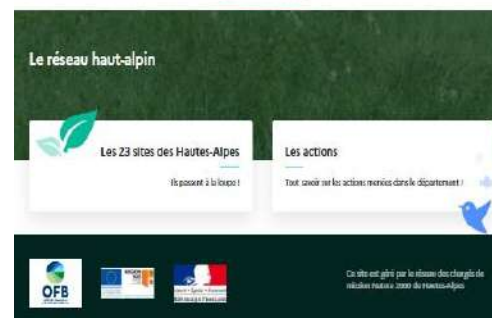 Le réseau haut-alpin
Les 23 sites des Hautes-Alpes
Ils passent à la loupe !
Les actions
Tout savoir sur les actions menées dans le département !
OFB
Ce site est géré par le réseau des chargés de
mission Natura 2000 du Hautes-Alpes